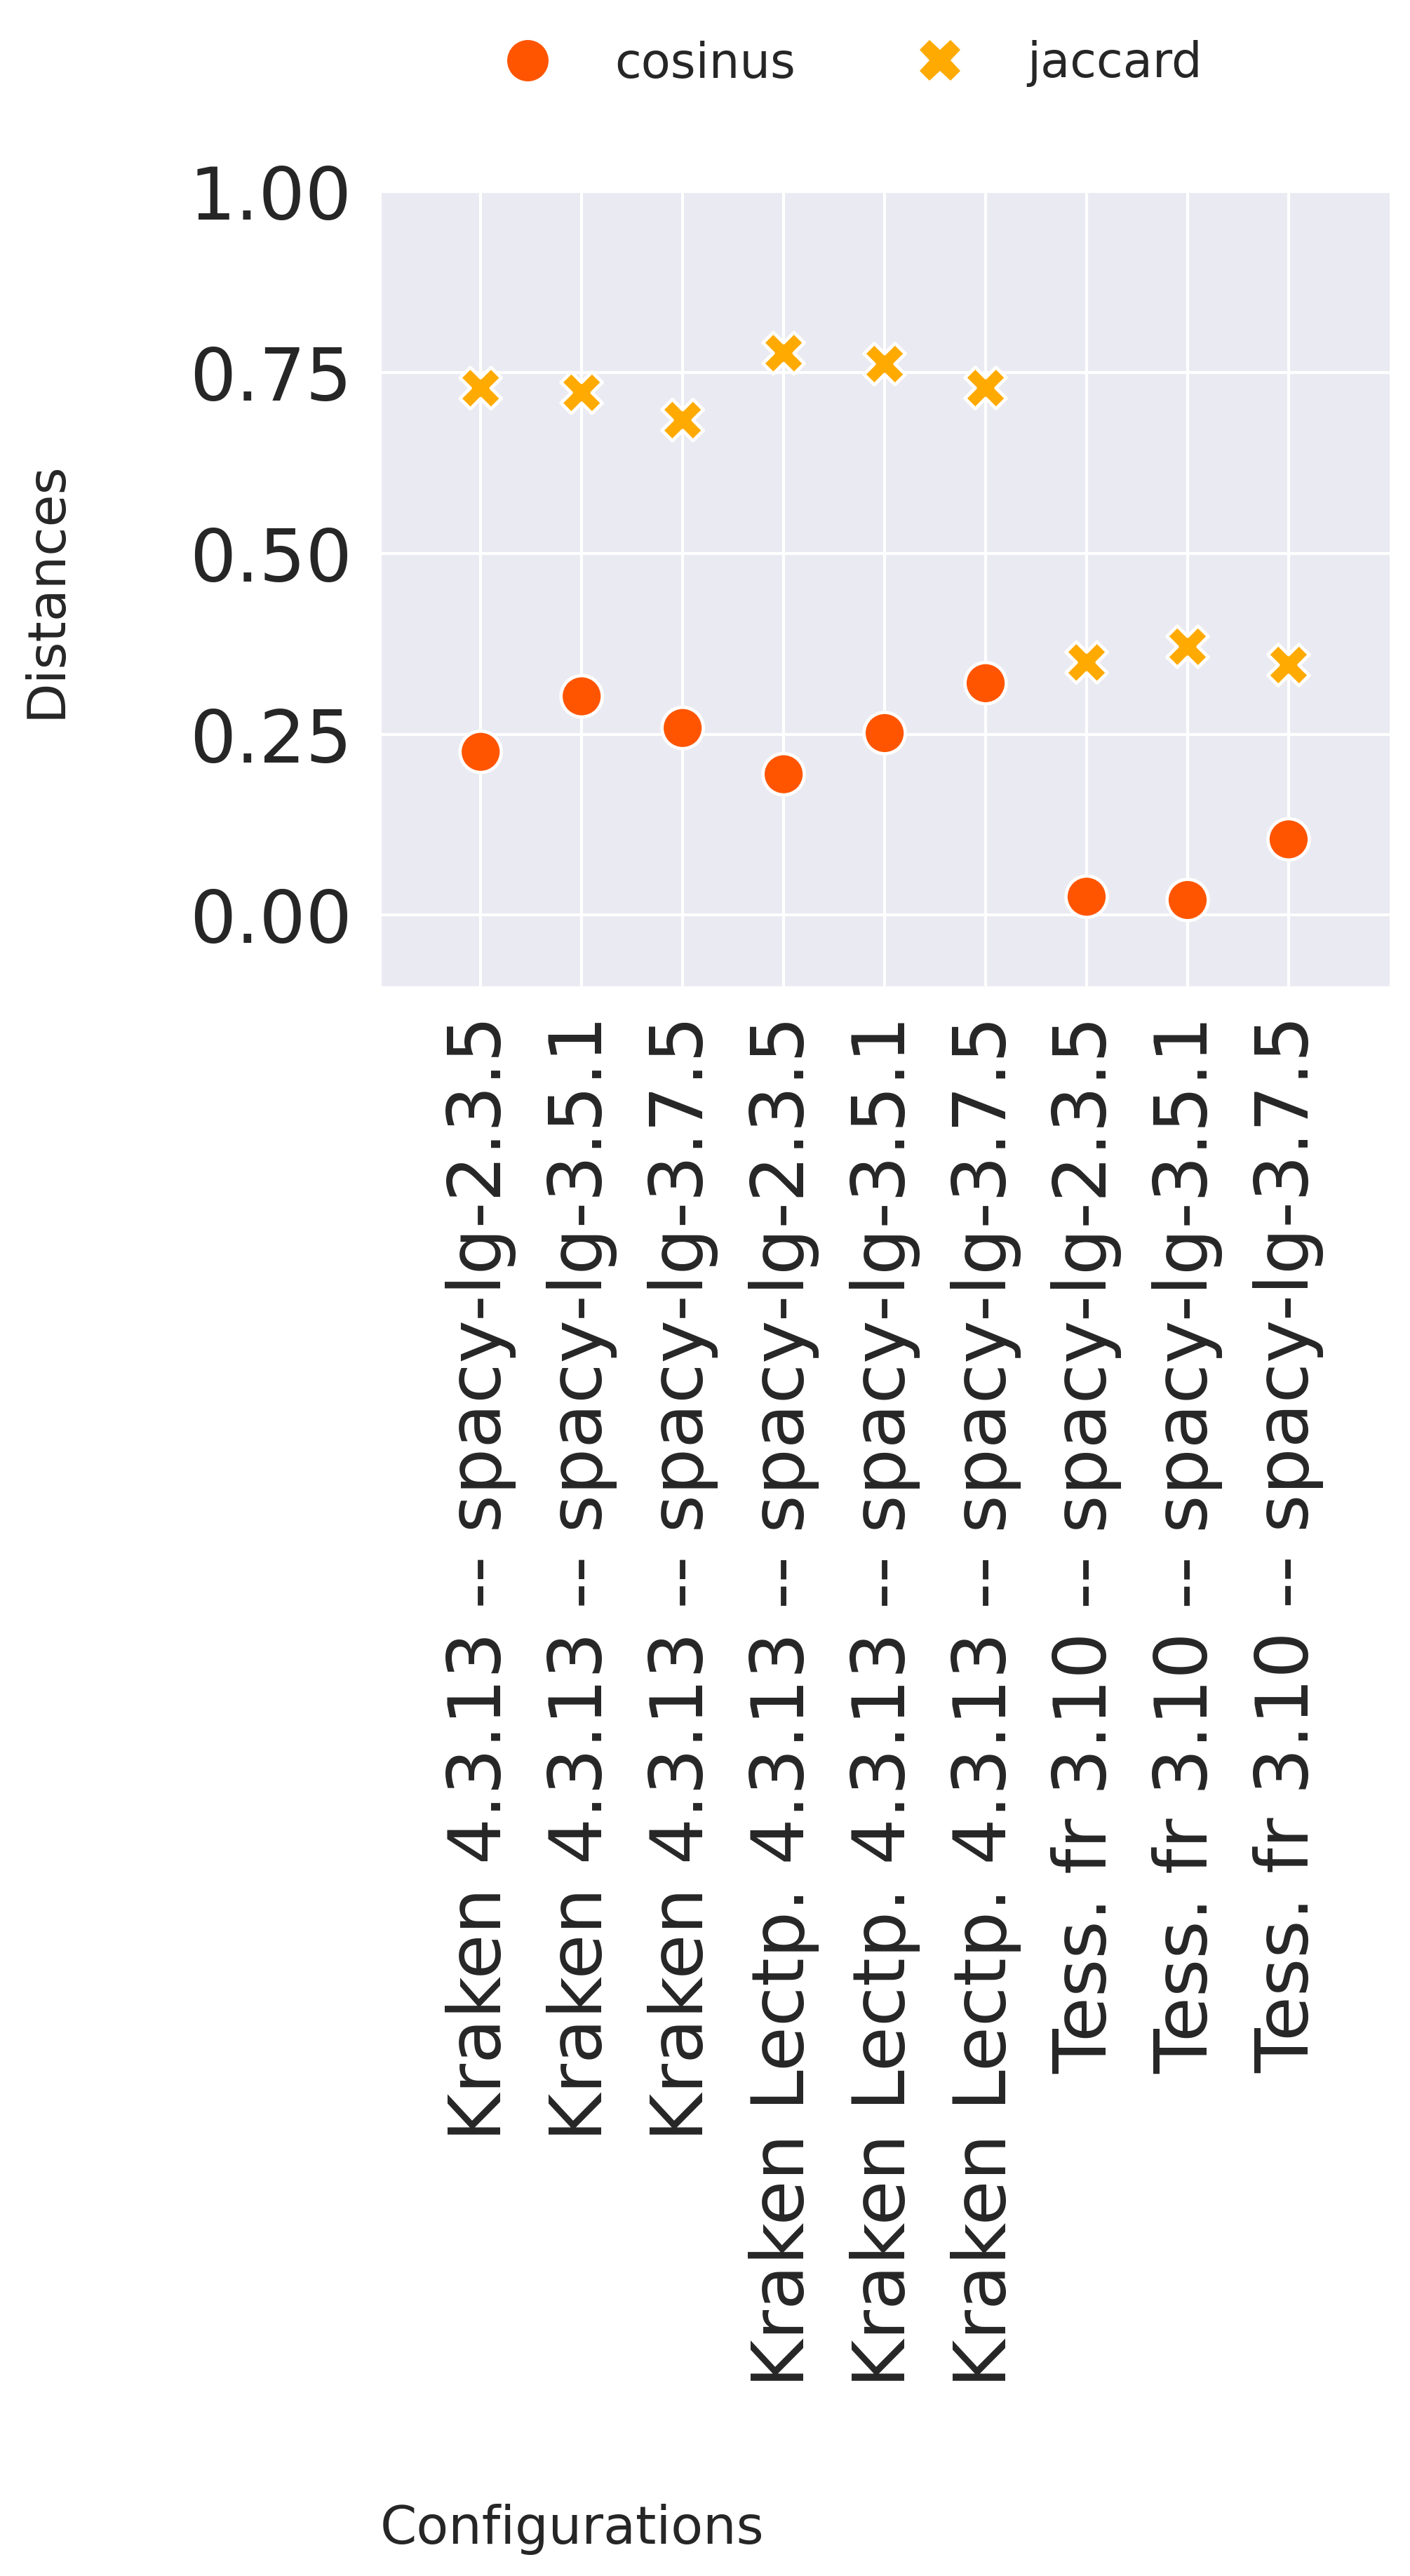 cosinus jaccard
1.00
0.75
0.50
0.25
0.00
Distances
Kraken 4.3.13 -- spacy-lg-2.3.5
Kraken 4.3.13 -- spacy-lg-3.5.1
Kraken 4.3.13 -- spacy-lg-3.7.5
Kraken Lectp. 4.3.13 -- spacy-lg-2.3.5
Kraken Lectp. 4.3.13 -- spacy-lg-3.5.1
Kraken Lectp. 4.3.13 -- spacy-lg-3.7.5
Tess. fr 3.10 -- spacy-lg-2.3.5
Tess. fr 3.10 -- spacy-lg-3.5.1
Tess. fr 3.10 -- spacy-lg-3.7.5
Configurations